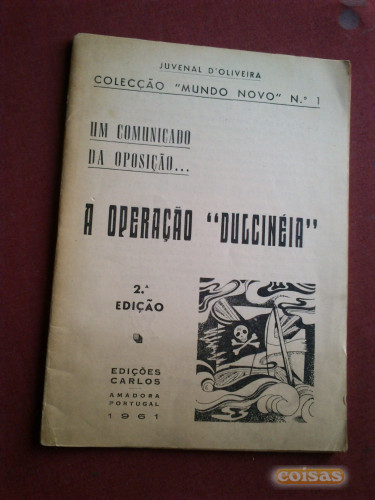 JUVENAL D'OLIVEIRA
COLECÇÃO "MUNDO NOVO" N.º 1
UM COMUNICADO
DA OPOSIÇÃO...
A OPERAÇÃO "DULCINÉIA"
2.ª
EDIÇÃO
EDIÇÕES
CARLOS
AMADORA
PORTUGAL
1961
coisas